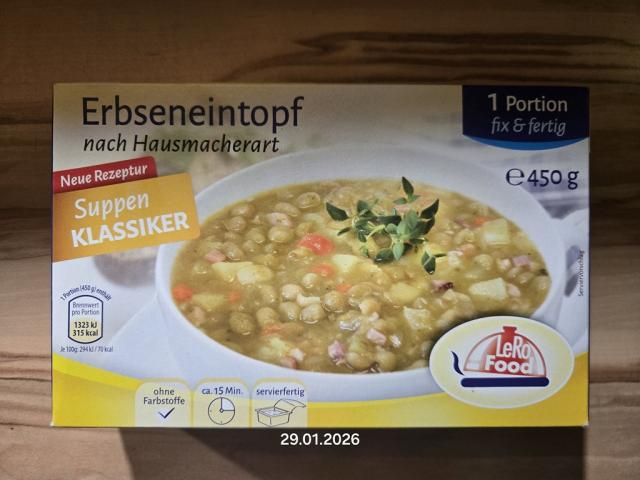 Erbseneintopf
nach Hausmacherart
1 Portion
fix & fertig
℮ 450 g
Neue Rezeptur
Suppen
KLASSIKER
1 Portion (450 g) enthält
Brennwert
pro Portion
1323 kJ
315 kcal
Je 100g: 294 kJ / 70 kcal
Serviervorschlag
LeRo
Food
ohne
Farbstoffe
ca. 15 Min.
servierfertig
29.01.2026